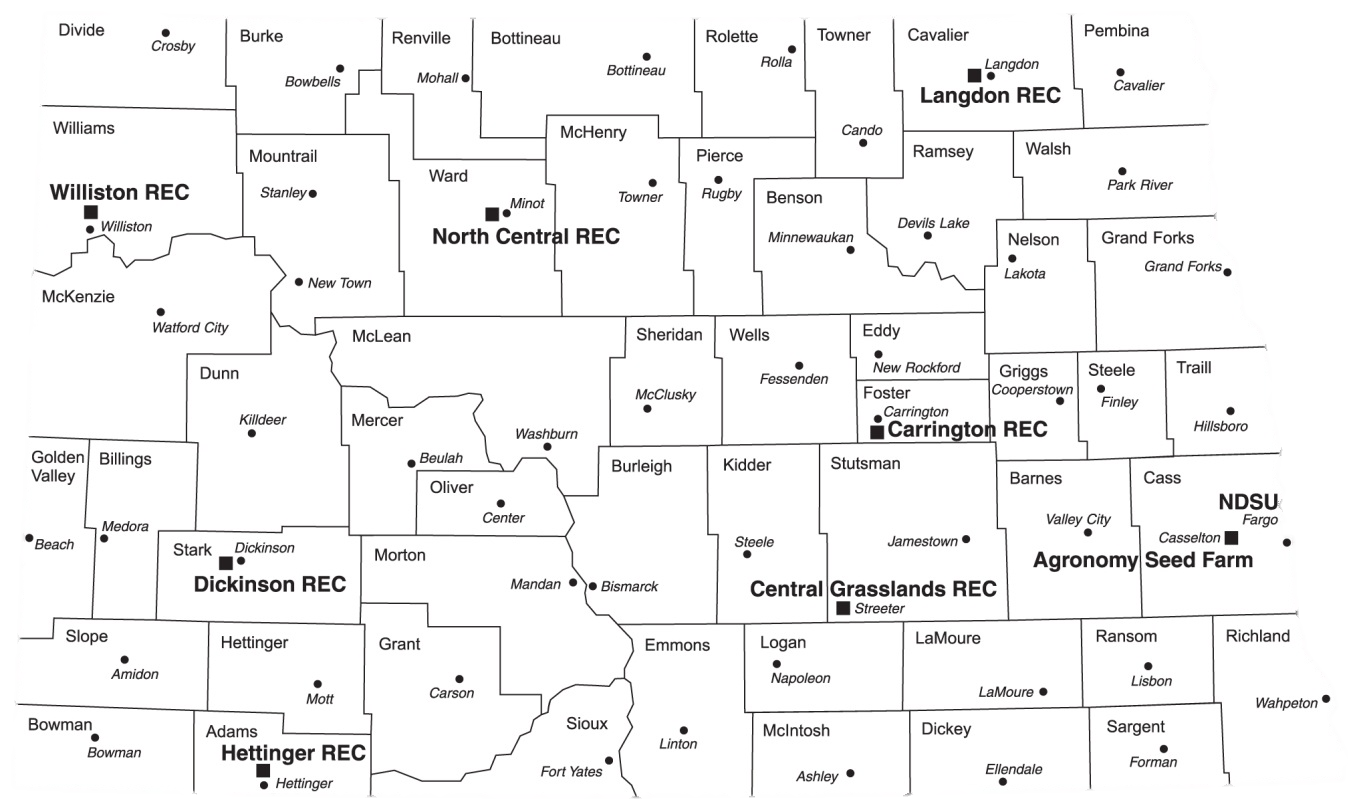 Divide
Crosby
Burke
Bowbells
Renville
Mohall
Bottineau
Bottineau
Rolette
Rolla
Towner
Cando
Cavalier
Langdon
Langdon REC
Pembina
Cavalier
Williams
Williston REC
Williston
Mountrail
Stanley
New Town
Ward
Minot
North Central REC
McHenry
Towner
Pierce
Rugby
Benson
Minnewaukan
Ramsey
Devils Lake
Walsh
Park River
Nelson
Lakota
Grand Forks
Grand Forks
McKenzie
Watford City
Dunn
Killdeer
McLean
Washburn
Mercer
Beulah
Oliver
Center
Sheridan
McClusky
Wells
Fessenden
Eddy
New Rockford
Foster
Carrington
Carrington REC
Griggs
Cooperstown
Steele
Finley
Traill
Hillsboro
Golden
Valley
Beach
Billings
Medora
Stark
Dickinson
Dickinson REC
Morton
Mandan
Burleigh
Bismarck
Kidder
Steele
Stutsman
Jamestown
Central Grasslands REC
Streeter
Barnes
Valley City
Cass
NDSU
Fargo
Casselton
Agronomy Seed Farm
Slope
Amidon
Hettinger
Mott
Grant
Carson
Emmons
Linton
Logan
Napoleon
LaMoure
LaMoure
Ransom
Lisbon
Richland
Wahpeton
Bowman
Bowman
Adams
Hettinger REC
Hettinger
Sioux
Fort Yates
McIntosh
Ashley
Dickey
Ellendale
Sargent
Forman